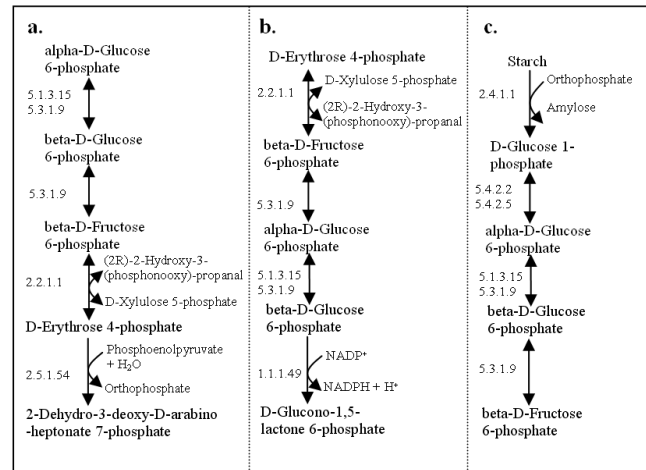 a.
alpha-D-Glucose
6-phosphate
5.1.3.15
5.3.1.9
beta-D-Glucose
6-phosphate
5.3.1.9
beta-D-Fructose
6-phosphate
2.2.1.1
(2R)-2-Hydroxy-3-
(phosphonooxy)-propanal
D-Xylulose 5-phosphate
D-Erythrose 4-phosphate
2.5.1.54
Phosphoenolpyruvate
+ H₂O
Orthophosphate
2-Dehydro-3-deoxy-D-arabino
-heptonate 7-phosphate
b.
D-Erythrose 4-phosphate
2.2.1.1
D-Xylulose 5-phosphate
(2R)-2-Hydroxy-3-
(phosphonooxy)-propanal
beta-D-Fructose
6-phosphate
5.3.1.9
alpha-D-Glucose
6-phosphate
5.1.3.15
5.3.1.9
beta-D-Glucose
6-phosphate
1.1.1.49
NADP⁺
NADPH + H⁺
D-Glucono-1,5-
lactone 6-phosphate
c.
Starch
2.4.1.1
Orthophosphate
Amylose
D-Glucose 1-
phosphate
5.4.2.2
5.4.2.5
alpha-D-Glucose
6-phosphate
5.1.3.15
5.3.1.9
beta-D-Glucose
6-phosphate
5.3.1.9
beta-D-Fructose
6-phosphate